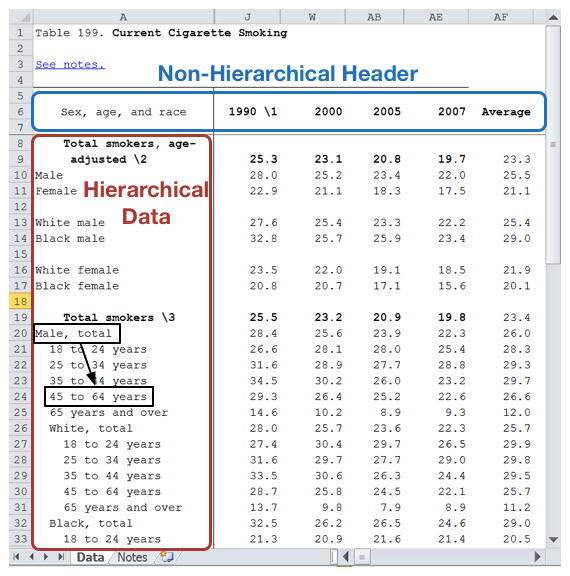 A J W AB AE AF
1 Table 199. Current Cigarette Smoking
2
3 See notes.
4 Non-Hierarchical Header
5
6 Sex, age, and race 1990 \1 2000 2005 2007 Average
7
8 Total smokers, age-
9 adjusted \2 25.3 23.1 20.8 19.7 23.3
10 Male 28.0 25.2 23.4 22.0 25.5
11 Female 22.9 21.1 18.3 17.5 21.1
Hierarchical
Data
12
13 White male 27.6 25.4 23.3 22.2 25.4
14 Black male 32.8 25.7 25.9 23.4 29.0
15
16 White female 23.5 22.0 19.1 18.5 21.9
17 Black female 20.8 20.7 17.1 15.6 20.1
18
19 Total smokers \3 25.5 23.2 20.9 19.8 23.4
20 Male, total 28.4 25.6 23.9 22.3 26.0
21 18 to 24 years 26.6 28.1 28.0 25.4 28.3
22 25 to 34 years 31.6 28.9 27.7 28.8 29.3
23 35 to 44 years 34.5 30.2 26.0 23.2 29.7
24 45 to 64 years 29.3 26.4 25.2 22.6 26.6
25 65 years and over 14.6 10.2 8.9 9.3 12.0
26 White, total 28.0 25.7 23.6 22.3 25.7
27 18 to 24 years 27.4 30.4 29.7 26.5 29.9
28 25 to 34 years 31.6 29.7 27.7 29.0 29.8
29 35 to 44 years 33.5 30.6 26.3 24.4 29.5
30 45 to 64 years 28.7 25.8 24.5 22.1 25.7
31 65 years and over 13.7 9.8 7.9 8.9 11.2
32 Black, total 32.5 26.2 26.5 24.6 29.0
33 18 to 24 years 21.3 20.9 21.6 21.4 20.5
Data Notes